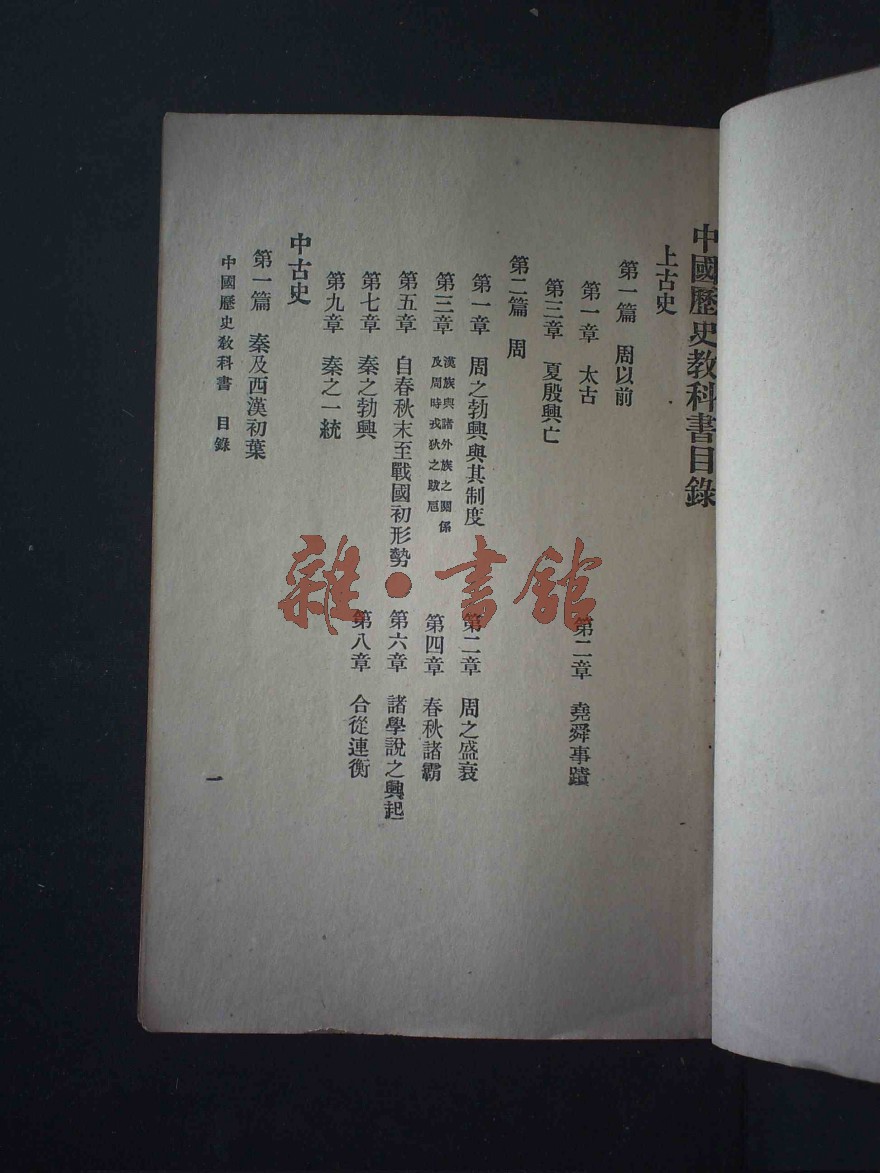 中國歷史教科書目錄
上古史
第一篇　周以前
第一章　太古
第二章　堯舜事蹟
第三章　夏殷興亡
第二篇　周
第一章　周之勃興與其制度
第二章　周之盛衰
第三章　漢族與諸外族之關係
及周時戎狄之跋扈
第四章　春秋諸霸
第五章　自春秋末至戰國初形勢
第六章　諸學說之興起
第七章　秦之勃興
第八章　合從連衡
第九章　秦之一統
中古史
第一篇　秦及西漢初葉
中國歷史教科書　目錄
一
雜·書館